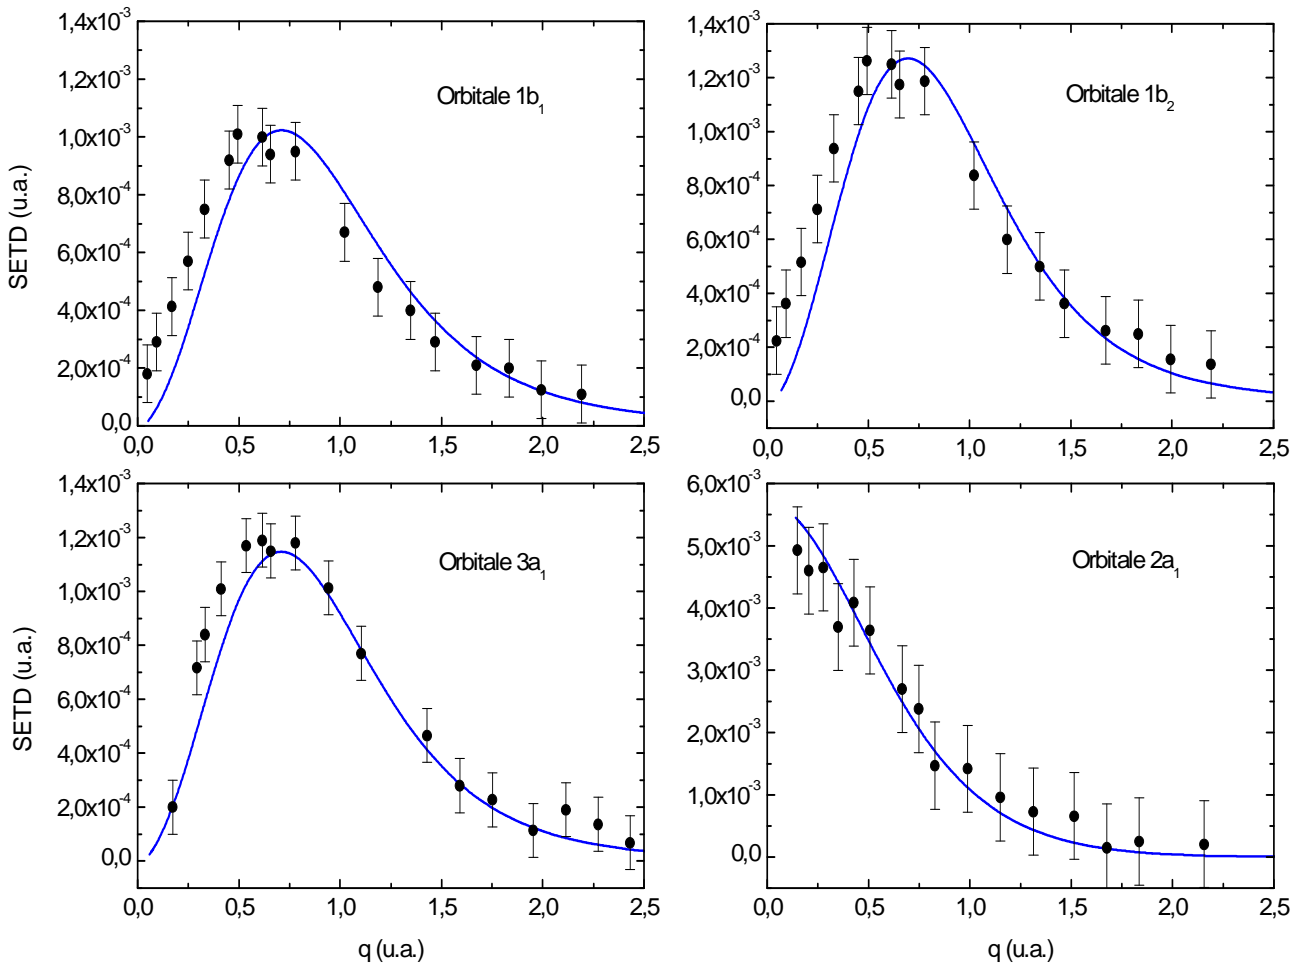 1,4x10⁻³
1,2x10⁻³
1,0x10⁻³
8,0x10⁻⁴
6,0x10⁻⁴
4,0x10⁻⁴
2,0x10⁻⁴
0,0
SETD (u.a.)
Orbitale 1b₁
0,0 0,5 1,0 1,5 2,0 2,5
1,4x10⁻³
1,2x10⁻³
1,0x10⁻³
8,0x10⁻⁴
6,0x10⁻⁴
4,0x10⁻⁴
2,0x10⁻⁴
0,0
Orbitale 1b₂
0,0 0,5 1,0 1,5 2,0 2,5
1,4x10⁻³
1,2x10⁻³
1,0x10⁻³
8,0x10⁻⁴
6,0x10⁻⁴
4,0x10⁻⁴
2,0x10⁻⁴
0,0
SETD (u.a.)
Orbitale 3a₁
0,0 0,5 1,0 1,5 2,0 2,5
q (u.a.)
6,0x10⁻³
5,0x10⁻³
4,0x10⁻³
3,0x10⁻³
2,0x10⁻³
1,0x10⁻³
0,0
Orbitale 2a₁
0,0 0,5 1,0 1,5 2,0 2,5
q (u.a.)